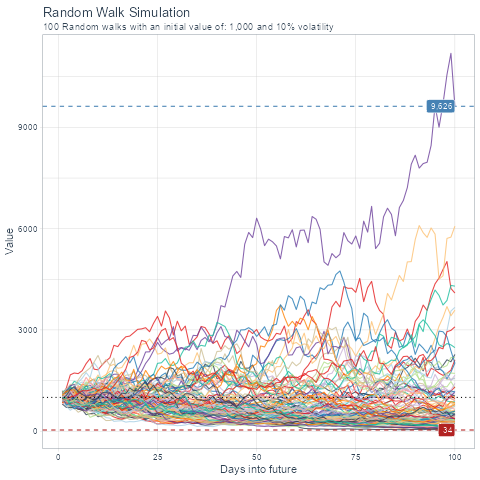 Random Walk Simulation
100 Random walks with an initial value of: 1,000 and 10% volatility
9,626
9000
6000
Value
3000
0
34
0
25
50
75
100
Days into future